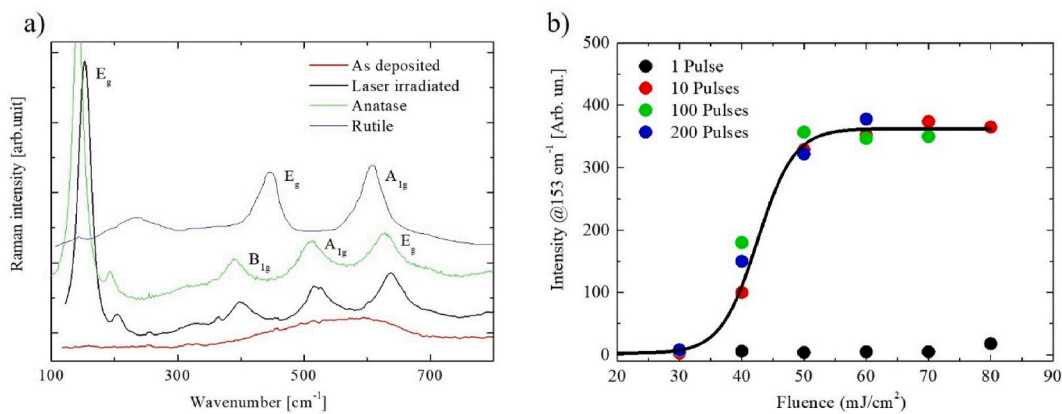 a)
E_g
As deposited
Laser irradiated
Anatase
Rutile
E_g
A_1g
B_1g
A_1g
E_g
Raman intensity [arb.unit]
100 300 500 700
Wavenumber [cm⁻¹]
b)
500
400
300
200
100
0
1 Pulse
10 Pulses
100 Pulses
200 Pulses
Intensity @153 cm⁻¹ [Arb. un.]
20 30 40 50 60 70 80 90
Fluence (mJ/cm²)